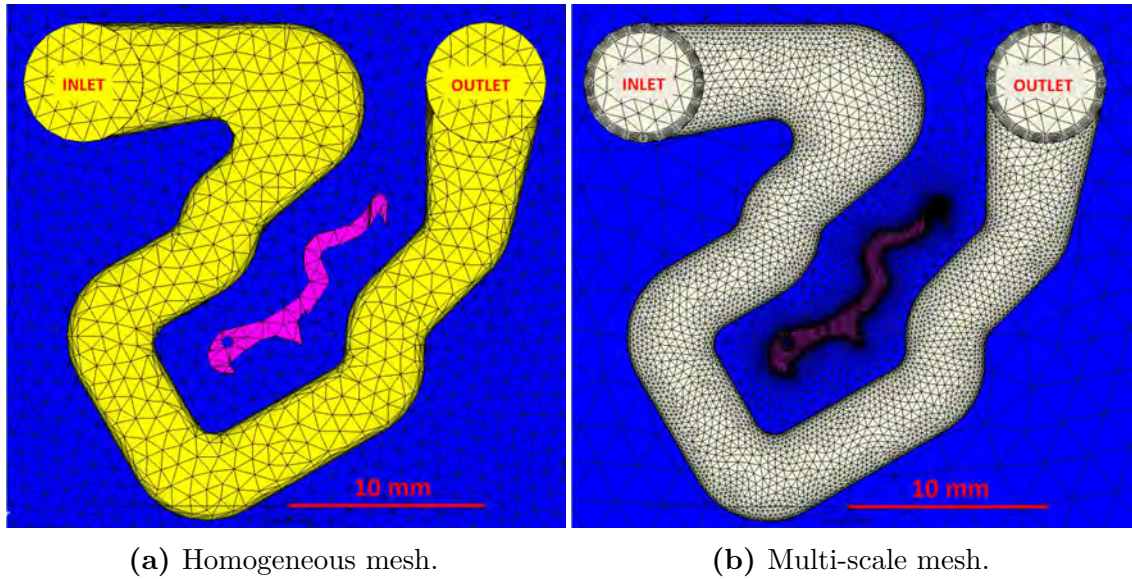 INLET
OUTLET
10 mm
INLET
OUTLET
10 mm
(a) Homogeneous mesh.
(b) Multi-scale mesh.